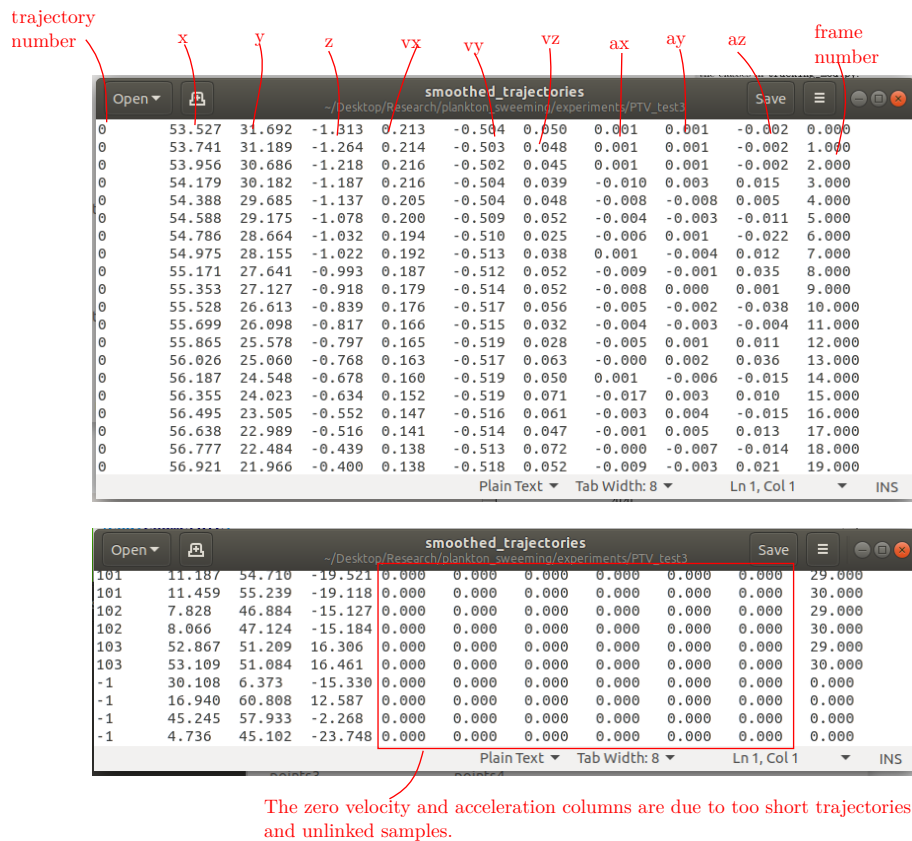 trajectory
number
x
y
z
vx
vy
vz
ax
ay
az
frame
number
Open
smoothed_trajectories
~/Desktop/Research/plankton_sweeming/experiments/PTV_test3
Save
0 53.527 31.692 -1.313 0.213 -0.504 0.050 0.001 0.001 -0.002 0.000
0 53.741 31.189 -1.264 0.214 -0.503 0.048 0.001 0.001 -0.002 1.000
0 53.956 30.686 -1.218 0.216 -0.502 0.045 0.001 0.001 -0.002 2.000
0 54.179 30.182 -1.187 0.216 -0.504 0.039 -0.010 0.003 0.015 3.000
0 54.388 29.685 -1.137 0.205 -0.504 0.048 -0.008 -0.008 0.005 4.000
0 54.588 29.175 -1.078 0.200 -0.509 0.052 -0.004 -0.003 -0.011 5.000
0 54.786 28.664 -1.032 0.194 -0.510 0.025 -0.006 0.001 -0.022 6.000
0 54.975 28.155 -1.022 0.192 -0.513 0.038 0.001 -0.004 0.012 7.000
0 55.171 27.641 -0.993 0.187 -0.512 0.052 -0.009 -0.001 0.035 8.000
0 55.353 27.127 -0.918 0.179 -0.514 0.052 -0.008 0.000 0.001 9.000
0 55.528 26.613 -0.839 0.176 -0.517 0.056 -0.005 -0.002 -0.038 10.000
0 55.699 26.098 -0.817 0.166 -0.515 0.032 -0.004 -0.003 -0.004 11.000
0 55.865 25.578 -0.797 0.165 -0.519 0.028 -0.005 0.001 0.011 12.000
0 56.026 25.060 -0.768 0.163 -0.517 0.063 -0.000 0.002 0.036 13.000
0 56.187 24.548 -0.678 0.160 -0.519 0.050 0.001 -0.006 -0.015 14.000
0 56.355 24.023 -0.634 0.152 -0.519 0.071 -0.017 0.003 0.010 15.000
0 56.495 23.505 -0.552 0.147 -0.516 0.061 -0.003 0.004 -0.015 16.000
0 56.638 22.989 -0.516 0.141 -0.514 0.047 -0.001 0.005 0.013 17.000
0 56.777 22.484 -0.439 0.138 -0.513 0.072 -0.000 -0.007 -0.014 18.000
0 56.921 21.966 -0.400 0.138 -0.518 0.052 -0.009 -0.003 0.021 19.000
Plain Text Tab Width: 8 Ln 1, Col 1 INS
Open
smoothed_trajectories
~/Desktop/Research/plankton_sweeming/experiments/PTV_test3
Save
101 11.187 54.710 -19.521 0.000 0.000 0.000 0.000 0.000 0.000 29.000
101 11.459 55.239 -19.118 0.000 0.000 0.000 0.000 0.000 0.000 30.000
102 7.828 46.884 -15.127 0.000 0.000 0.000 0.000 0.000 0.000 29.000
102 8.066 47.124 -15.184 0.000 0.000 0.000 0.000 0.000 0.000 30.000
103 52.867 51.209 16.306 0.000 0.000 0.000 0.000 0.000 0.000 29.000
103 53.109 51.084 16.461 0.000 0.000 0.000 0.000 0.000 0.000 30.000
-1 30.108 6.373 -15.330 0.000 0.000 0.000 0.000 0.000 0.000 0.000
-1 16.940 60.808 12.587 0.000 0.000 0.000 0.000 0.000 0.000 0.000
-1 45.245 57.933 -2.268 0.000 0.000 0.000 0.000 0.000 0.000 0.000
-1 4.736 45.102 -23.748 0.000 0.000 0.000 0.000 0.000 0.000 0.000
Plain Text Tab Width: 8 Ln 1, Col 1 INS
The zero velocity and acceleration columns are due to too short trajectories
and unlinked samples.